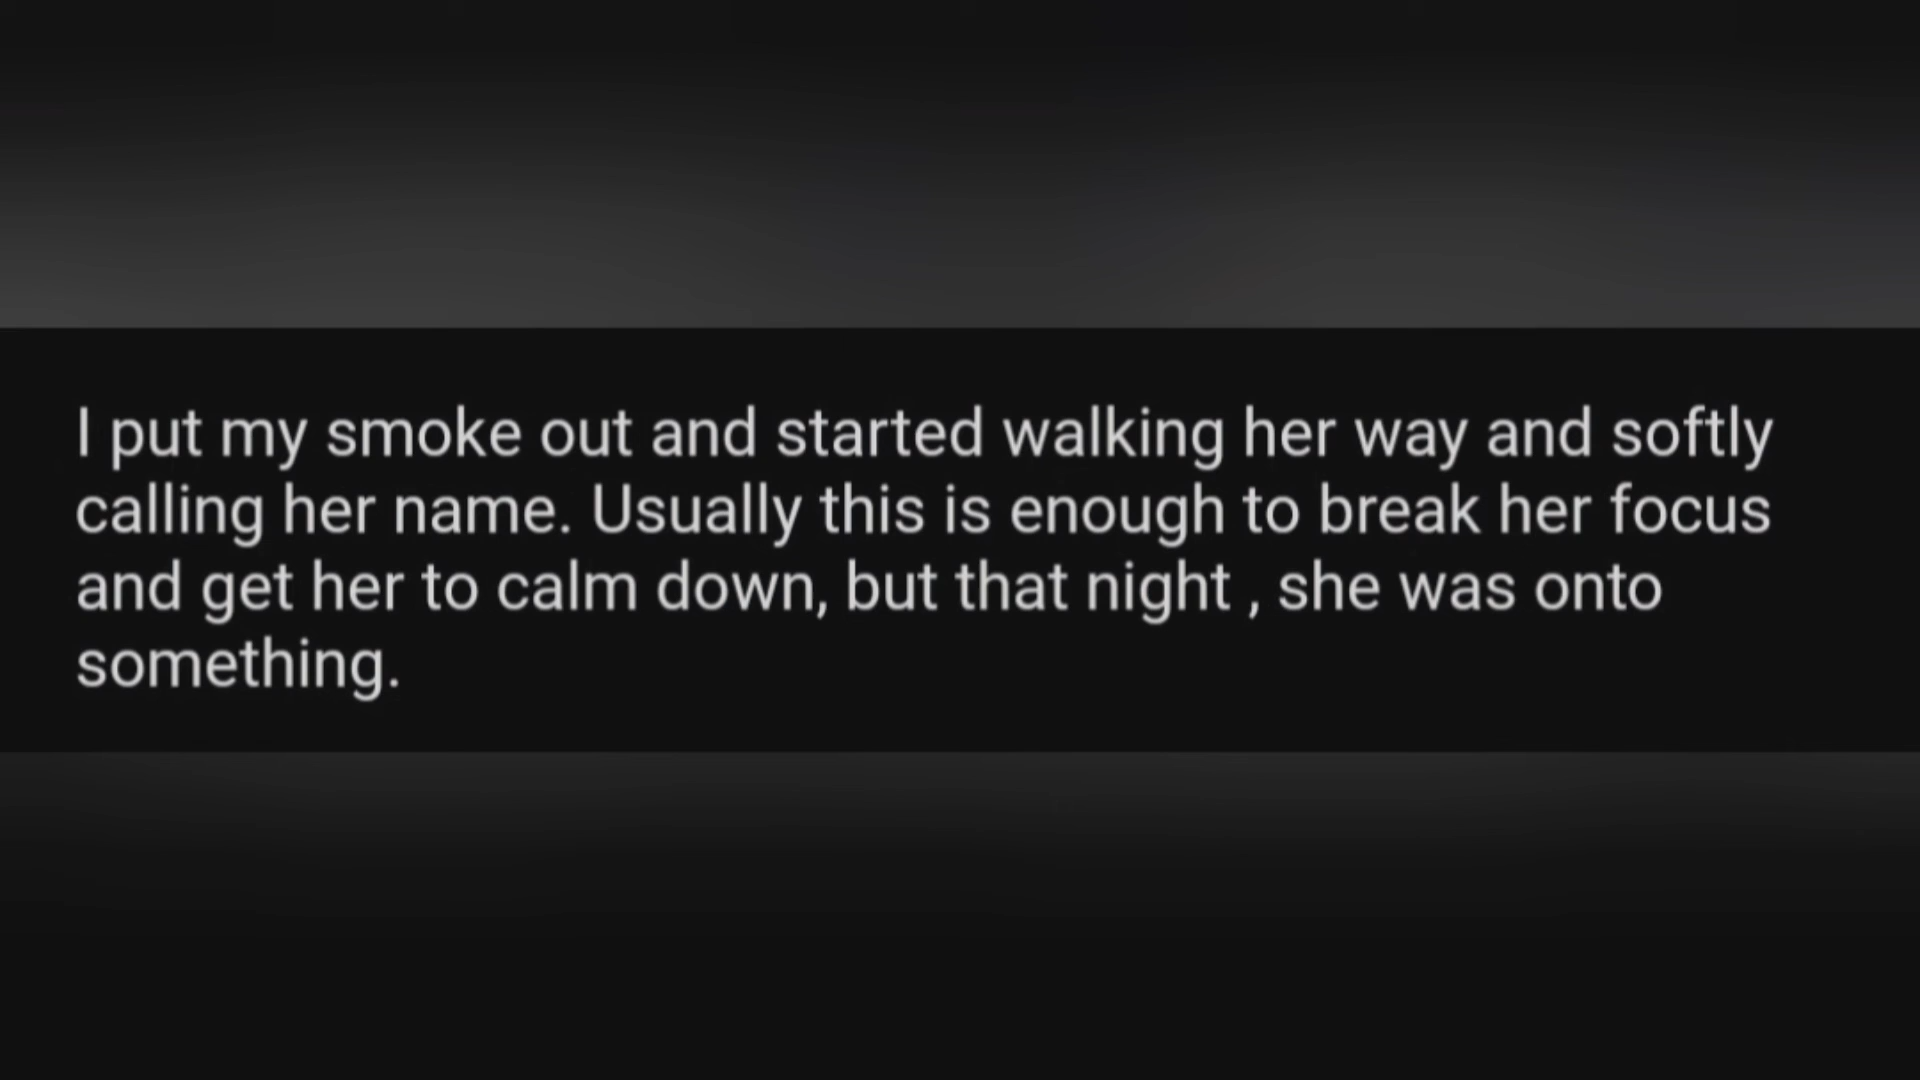 I put my smoke out and started walking her way and softly
calling her name. Usually this is enough to break her focus
and get her to calm down, but that night , she was onto
something.